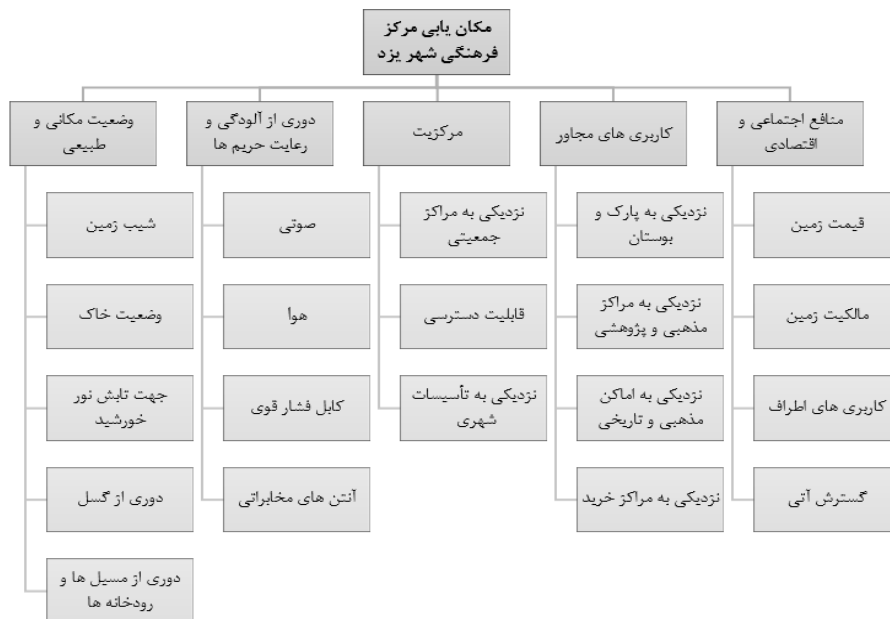 مکان یابی مرکز
فرهنگی شهر یزد
منافع اجتماعی و
اقتصادی
قیمت زمین
مالکیت زمین
کاربری های اطراف
گسترش آتی
کاربری های مجاور
نزدیکی به پارک و
بوستان
نزدیکی به مراکز
مذهبی و پژوهشی
نزدیکی به اماکن
مذهبی و تاریخی
نزدیکی به مراکز خرید
مرکزیت
نزدیکی به مراکز
جمعیتی
قابلیت دسترسی
نزدیکی به تأسیسات
شهری
دوری از آلودگی و
رعایت حریم ها
صوتی
هوا
کابل فشار قوی
آنتن های مخابراتی
وضعیت مکانی و
طبیعی
شیب زمین
وضعیت خاک
جهت تابش نور
خورشید
دوری از گسل
دوری از مسیل ها و
رودخانه ها